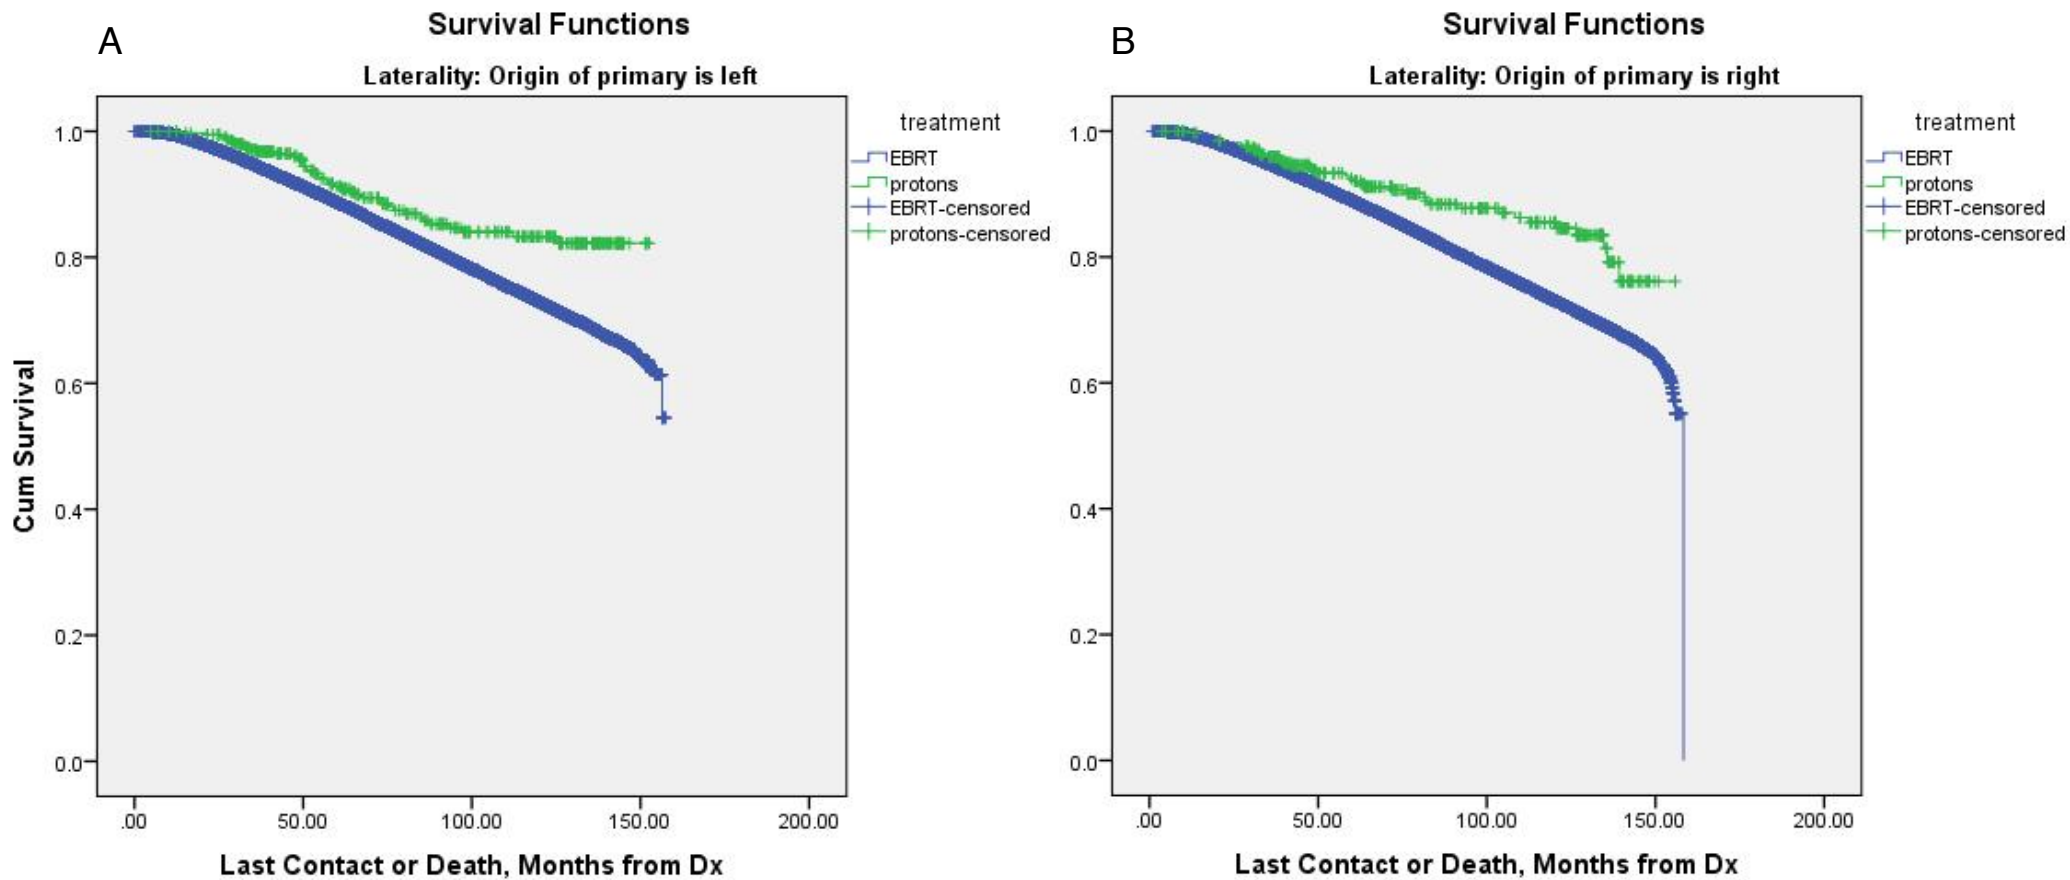 A
Survival Functions
Laterality: Origin of primary is left
Cum Survival
1.0
0.8
0.6
0.4
0.2
0.0
.00 50.00 100.00 150.00 200.00
Last Contact or Death, Months from Dx
treatment
EBRT
protons
EBRT-censored
protons-censored
B
Survival Functions
Laterality: Origin of primary is right
1.0
0.8
0.6
0.4
0.2
0.0
.00 50.00 100.00 150.00 200.00
Last Contact or Death, Months from Dx
treatment
EBRT
protons
EBRT-censored
protons-censored